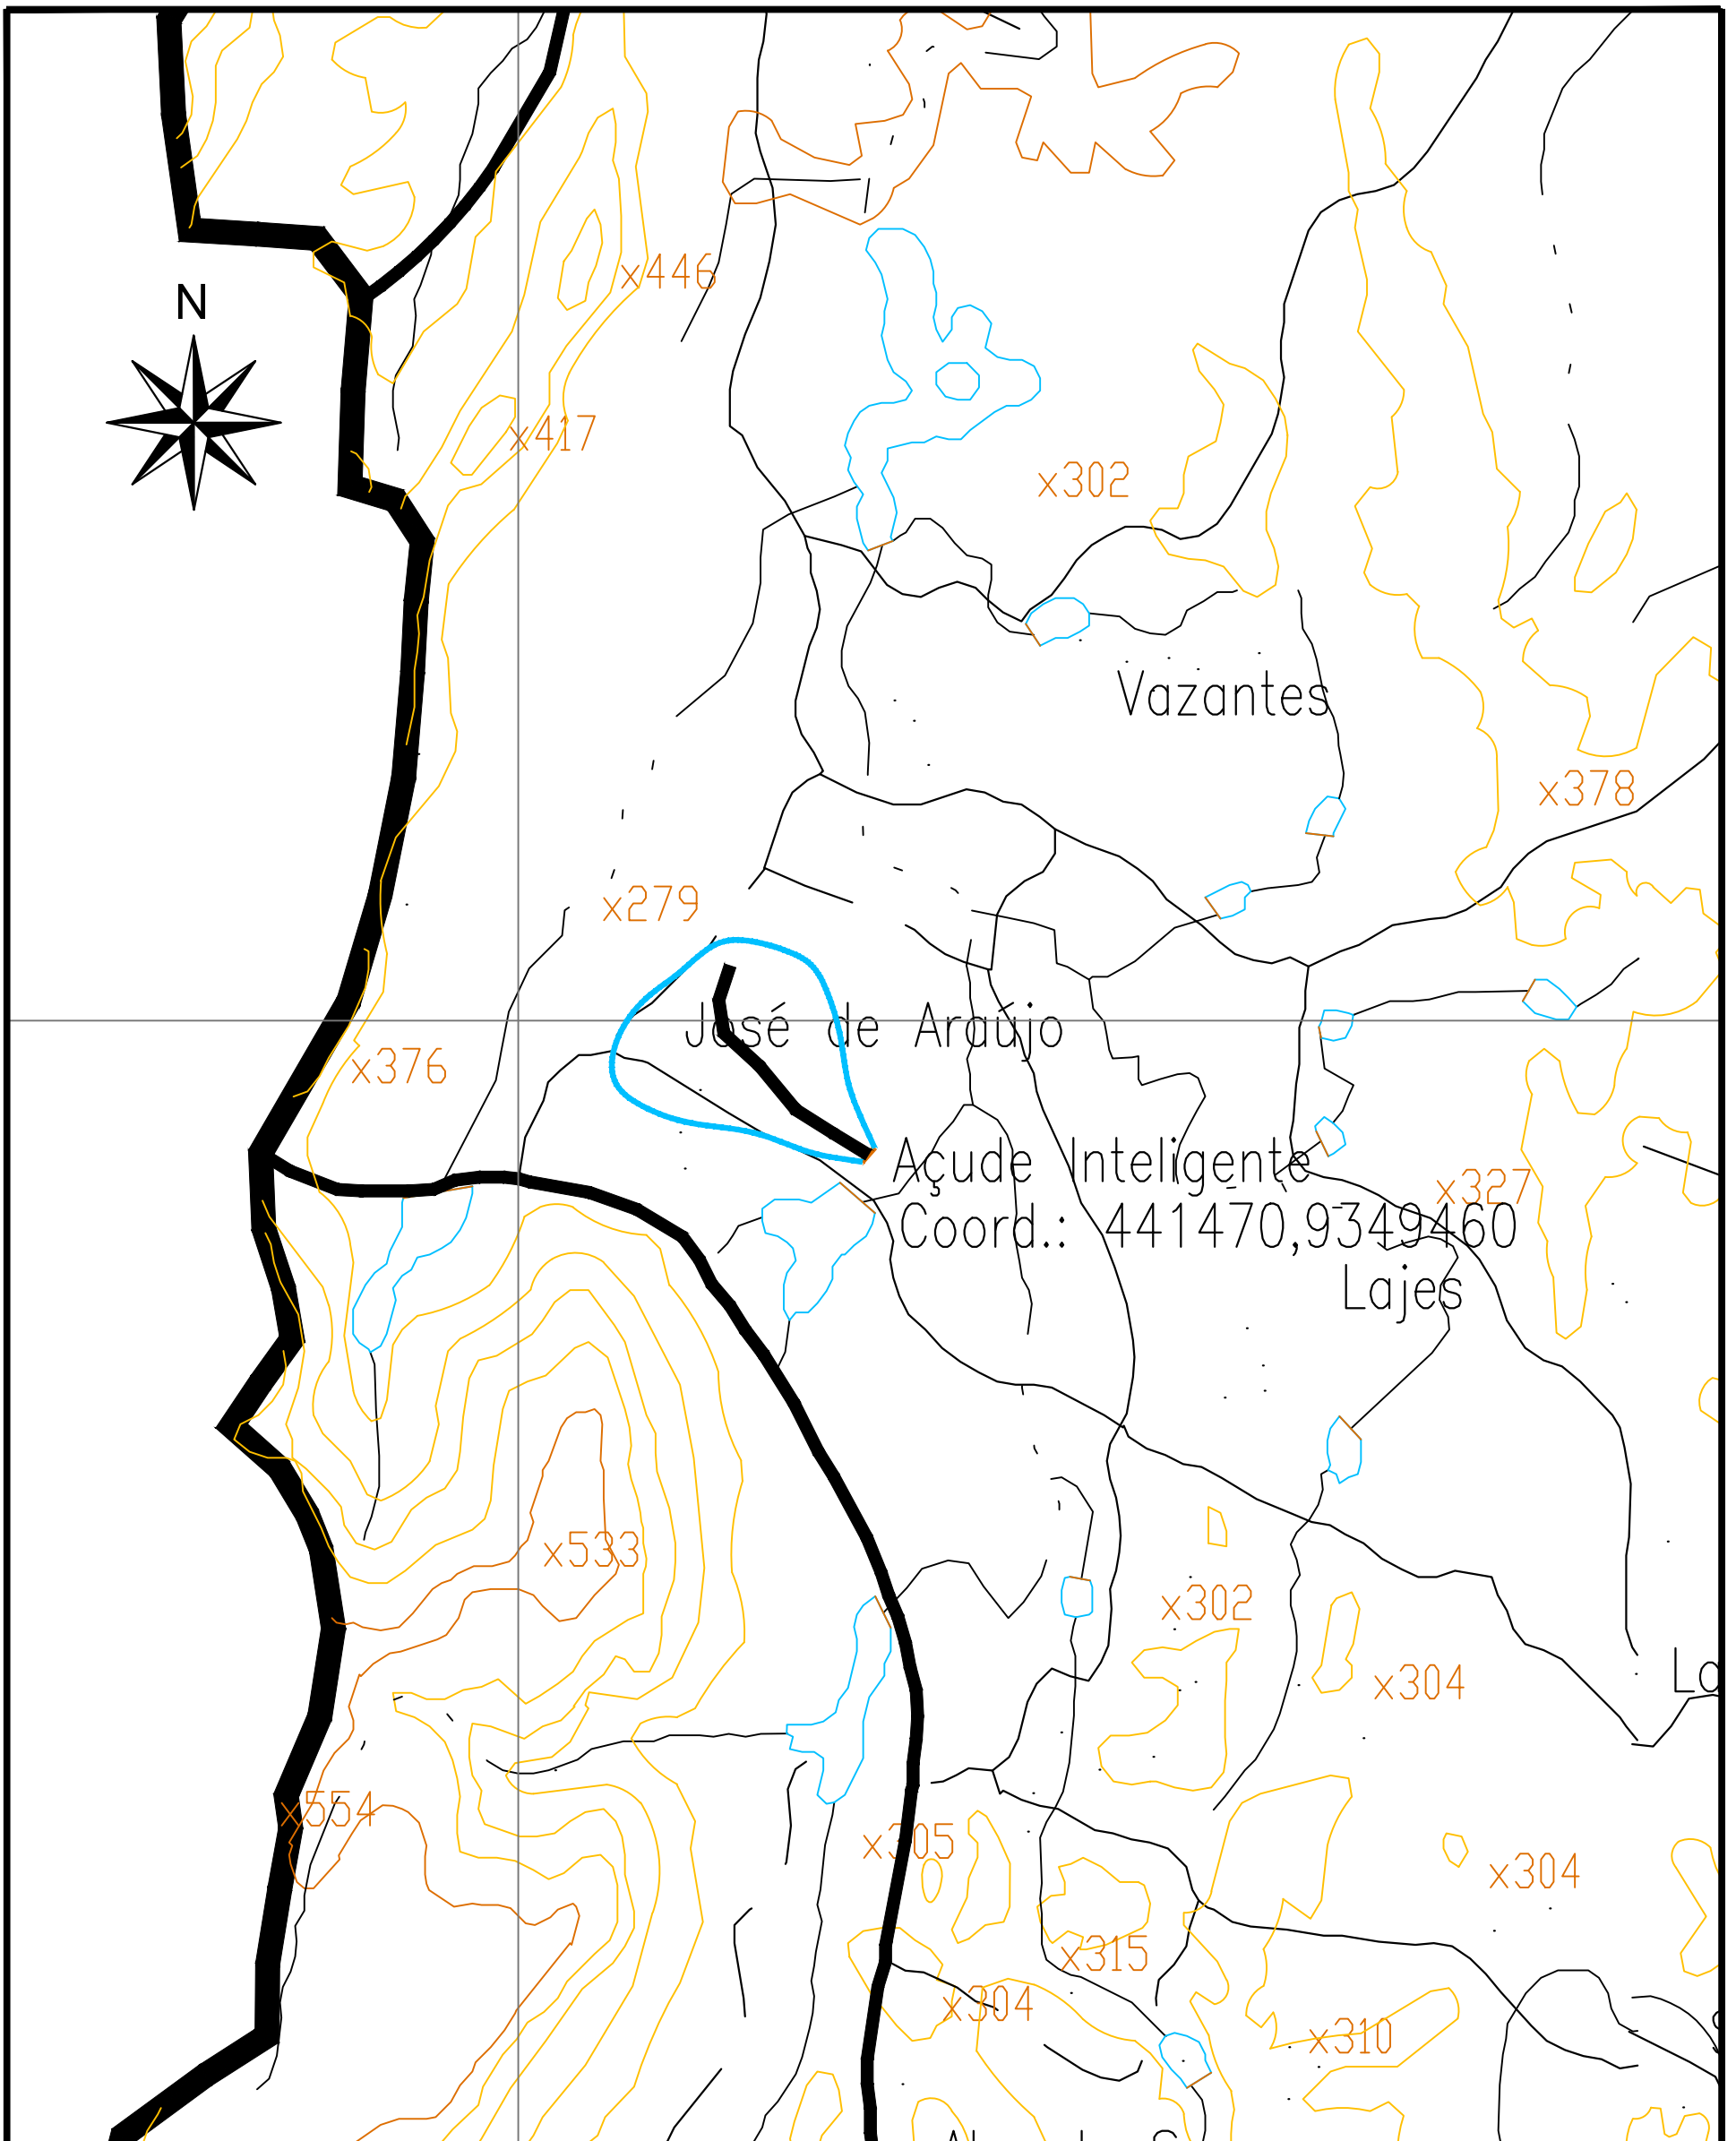 N
x446
x417
x302
Vazantes
x378
x279
José de Araújo
x376
Açude Inteligente
x327
Coord.: 441470,9349460
Lajes
x533
x302
x304
Lo
x554
x305
x304
x315
x304
x310